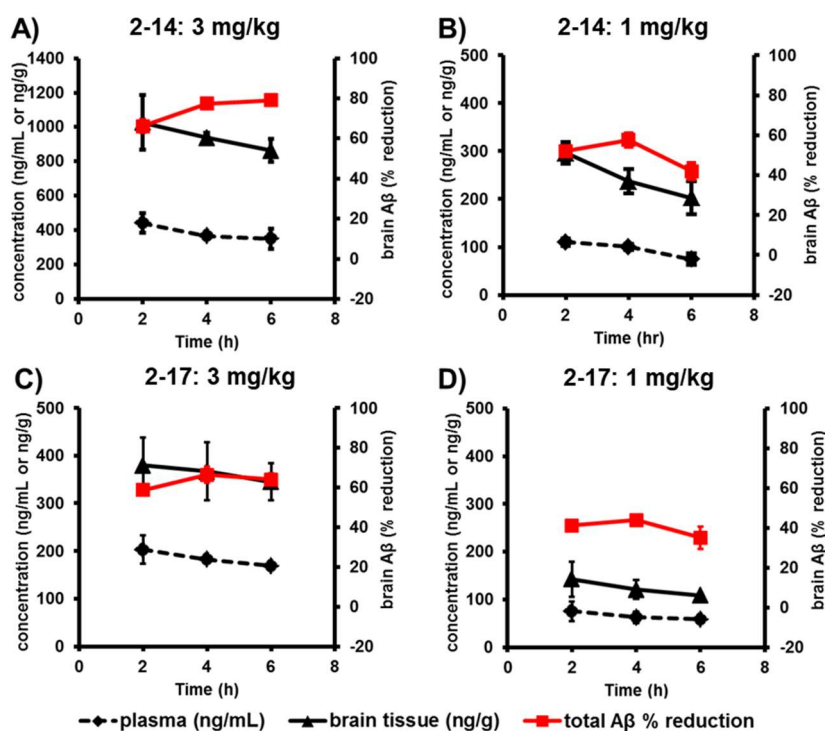 A) 2-14: 3 mg/kg
concentration (ng/mL or ng/g)
1400
1200
1000
800
600
400
200
0
0 2 4 6 8
Time (h)
100
80
60
40
20
0
-20
brain Aβ (% reduction)
B) 2-14: 1 mg/kg
concentration (ng/mL or ng/g)
500
400
300
200
100
0
0 2 4 6 8
Time (hr)
100
80
60
40
20
0
-20
brain Aβ (% reduction)
C) 2-17: 3 mg/kg
concentration (ng/mL or ng/g)
500
400
300
200
100
0
0 2 4 6 8
Time (h)
100
80
60
40
20
0
-20
brain Aβ (% reduction)
D) 2-17: 1 mg/kg
concentration (ng/mL or ng/g)
500
400
300
200
100
0
0 2 4 6 8
Time (h)
100
80
60
40
20
0
-20
brain Aβ (% reduction)
plasma (ng/mL) brain tissue (ng/g) total Aβ % reduction